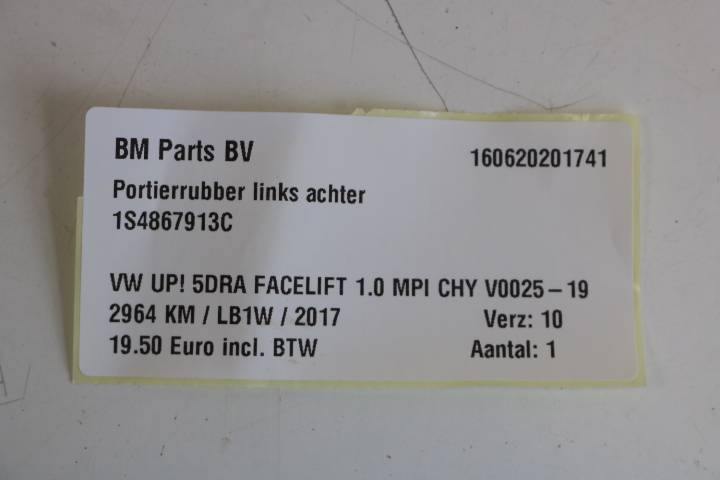 BM Parts BV 160620201741
Portierrubber links achter
1S4867913C
VW UP! 5DRA FACELIFT 1.0 MPI CHY V0025-19
2964 KM / LB1W / 2017 Verz: 10
19.50 Euro incl. BTW Aantal: 1